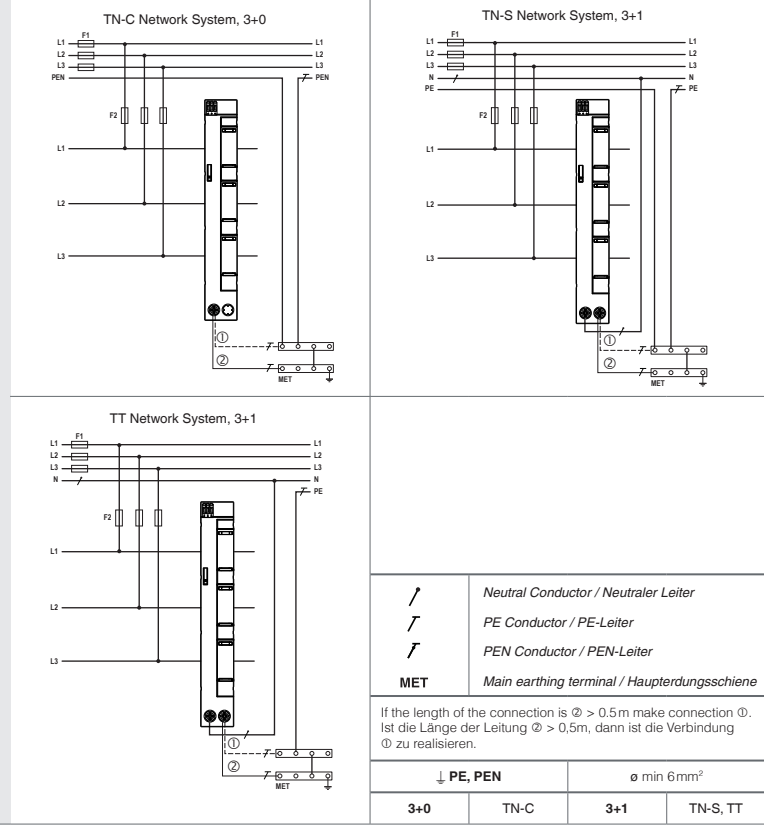 TN-C Network System, 3+0
F1
L1 L1
L2 L2
L3 L3
PEN PEN
F2
L1
L2
L3
①
②
MET
TN-S Network System, 3+1
F1
L1 L1
L2 L2
L3 L3
N N
PE PE
F2
L1
L2
L3
①
②
MET
TT Network System, 3+1
F1
L1 L1
L2 L2
L3 L3
N N
PE
F2
L1
L2
L3
①
②
MET
Neutral Conductor / Neutraler Leiter
PE Conductor / PE-Leiter
PEN Conductor / PEN-Leiter
MET Main earthing terminal / Haupterdungsschiene
If the length of the connection is ② > 0.5 m make connection ①.
Ist die Länge der Leitung ② > 0,5m, dann ist die Verbindung
① zu realisieren.
PE, PEN ø min 6 mm²
3+0 TN-C 3+1 TN-S, TT